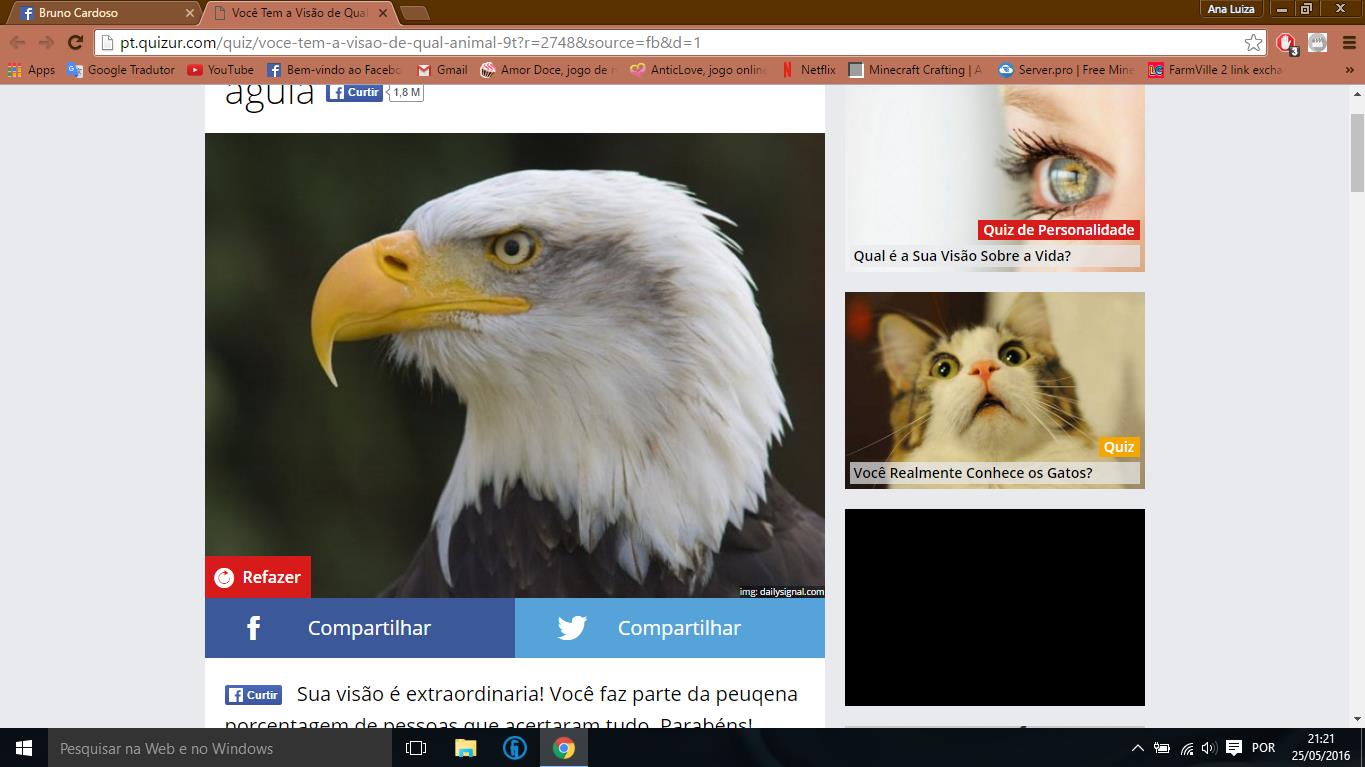 Bruno Cardoso
Você Tem a Visão de Qual
Ana Luiza
pt.quizur.com/quiz/voce-tem-a-visao-de-qual-animal-9t?r=2748&source=fb&d=1
3
Apps
Google Tradutor
YouTube
Bem-vindo ao Facebo
Gmail
Amor Doce, jogo de
AnticLove, jogo online
Netflix
Minecraft Crafting | A
Server.pro | Free Mine
FarmVille 2 link excha
»
águia
Curtir
1,8 M
Quiz de Personalidade
Qual é a Sua Visão Sobre a Vida?
Quiz
Você Realmente Conhece os Gatos?
Refazer
img: dailysignal.com
Compartilhar
Compartilhar
Curtir
Sua visão é extraordinaria! Você faz parte da peuqena
porcentagem de pessoas que acertaram tudo. Parabéns!
Pesquisar na Web e no Windows
POR
21:21
25/05/2016